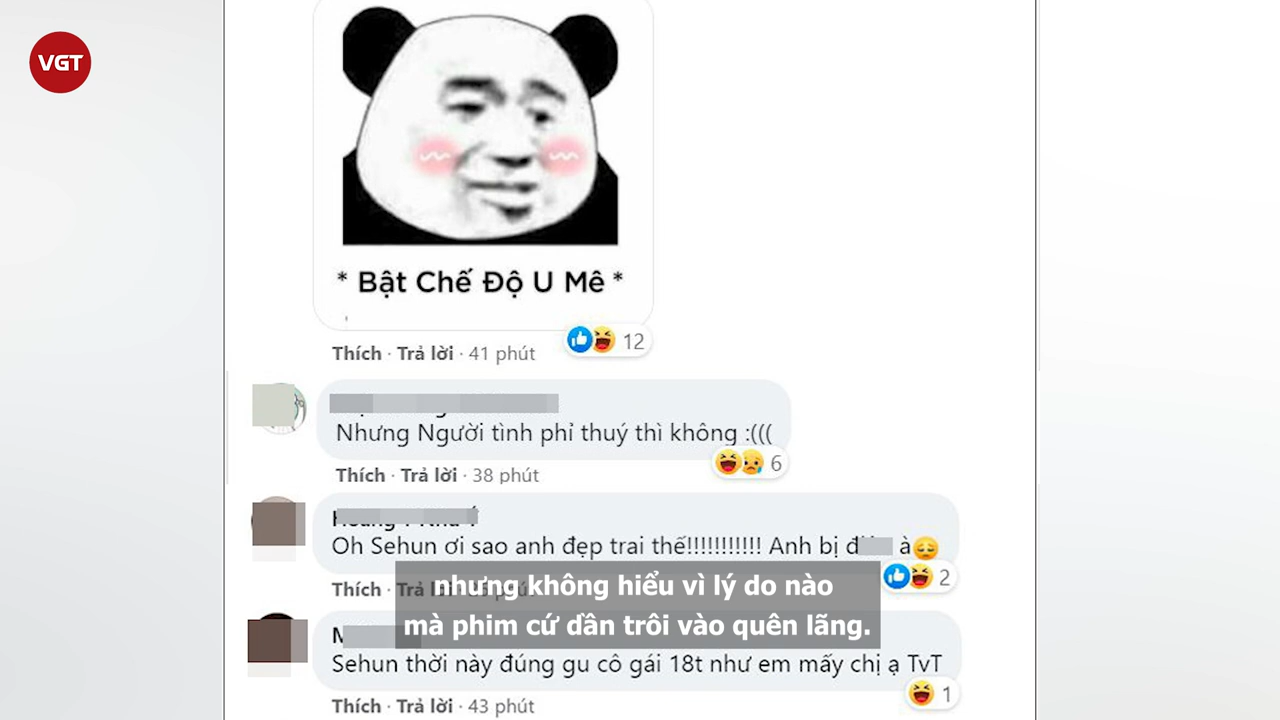 VGT
* Bật Chế Độ U Mê *
Thích · Trả lời · 41 phút
12
Nhưng Người tình phỉ thuý thì không :(((
6
Thích · Trả lời · 38 phút
Oh Sehun ơi sao anh đẹp trai thế!!!!!!!!!!! Anh bị à
2
Thích ·
nhưng không hiểu vì lý do nào
mà phim cứ dần trôi vào quên lãng.
Sehun thời này đúng gu cô gái 18t như em mấy chị ạ TvT
1
Thích · Trả lời · 43 phút